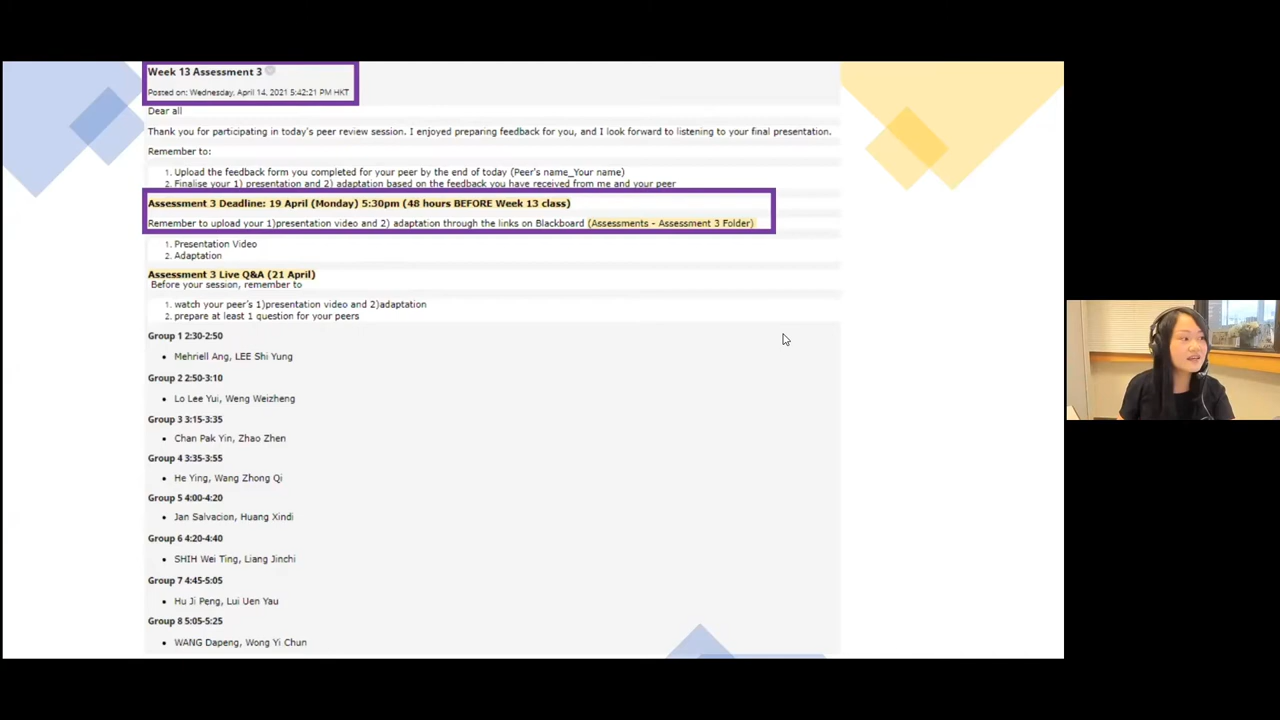 Week 13 Assessment 3
Posted on: Wednesday, April 14, 2021 5:42:21 PM HKT
Dear all
Thank you for participating in today's peer review session. I enjoyed preparing feedback for you, and I look forward to listening to your final presentation.
Remember to:
1. Upload the feedback form you completed for your peer by the end of today (Peer's name_Your name)
2. Finalise your 1) presentation and 2) adaptation based on the feedback you have received from me and your peer
Assessment 3 Deadline: 19 April (Monday) 5:30pm (48 hours BEFORE Week 13 class)
Remember to upload your 1)presentation video and 2) adaptation through the links on Blackboard (Assessments - Assessment 3 Folder)
1. Presentation Video
2. Adaptation
Assessment 3 Live Q&A (21 April)
Before your session, remember to
1. watch your peer's 1)presentation video and 2)adaptation
2. prepare at least 1 question for your peers
Group 1 2:30-2:50
• Mehriell Ang, LEE Shi Yung
Group 2 2:50-3:10
• Lo Lee Yui, Weng Weizheng
Group 3 3:15-3:35
• Chan Pak Yin, Zhao Zhen
Group 4 3:35-3:55
• He Ying, Wang Zhong Qi
Group 5 4:00-4:20
• Jan Salvacion, Huang Xindi
Group 6 4:20-4:40
• SHIH Wei Ting, Liang Jinchi
Group 7 4:45-5:05
• Hu Ji Peng, Lui Uen Yau
Group 8 5:05-5:25
• WANG Dapeng, Wong Yi Chun